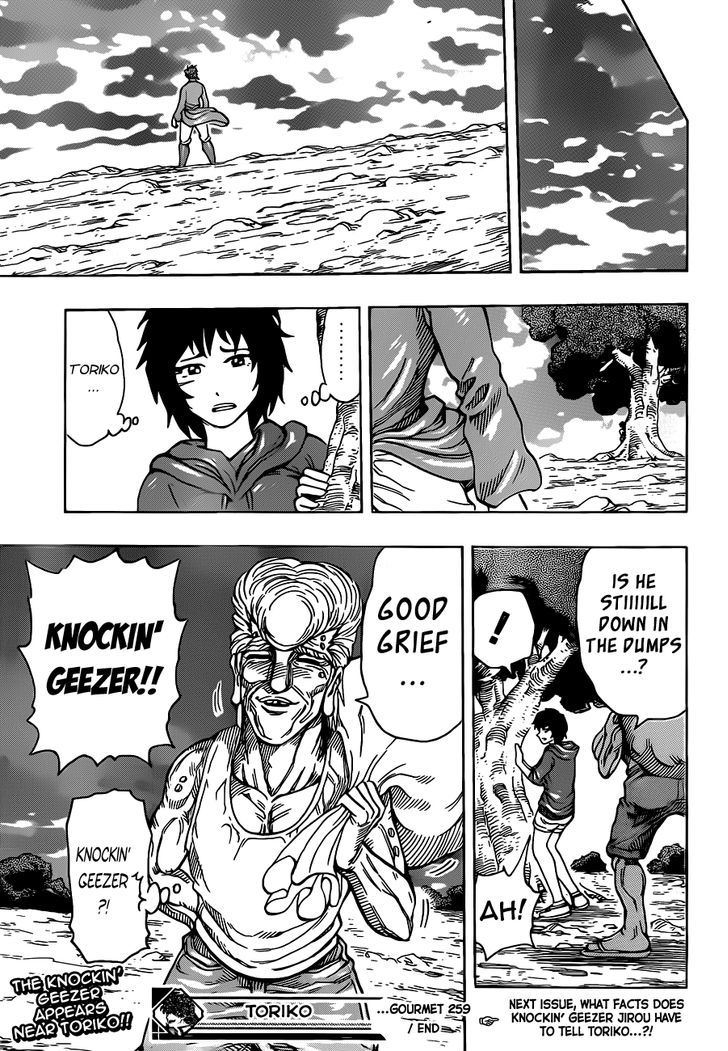 ........
TORIKO
...
IS HE
STIIIIILL
DOWN IN
THE DUMPS
...?
!
AH!
GOOD
GRIEF
...
KNOCKIN'
GEEZER!!
KNOCKIN'
GEEZER
?!
THE KNOCKIN'
GEEZER
APPEARS
NEAR TORIKO!!
TORIKO
...GOURMET 259
/ END
NEXT ISSUE, WHAT FACTS DOES
KNOCKIN' GEEZER JIROU HAVE
TO TELL TORIKO...?!